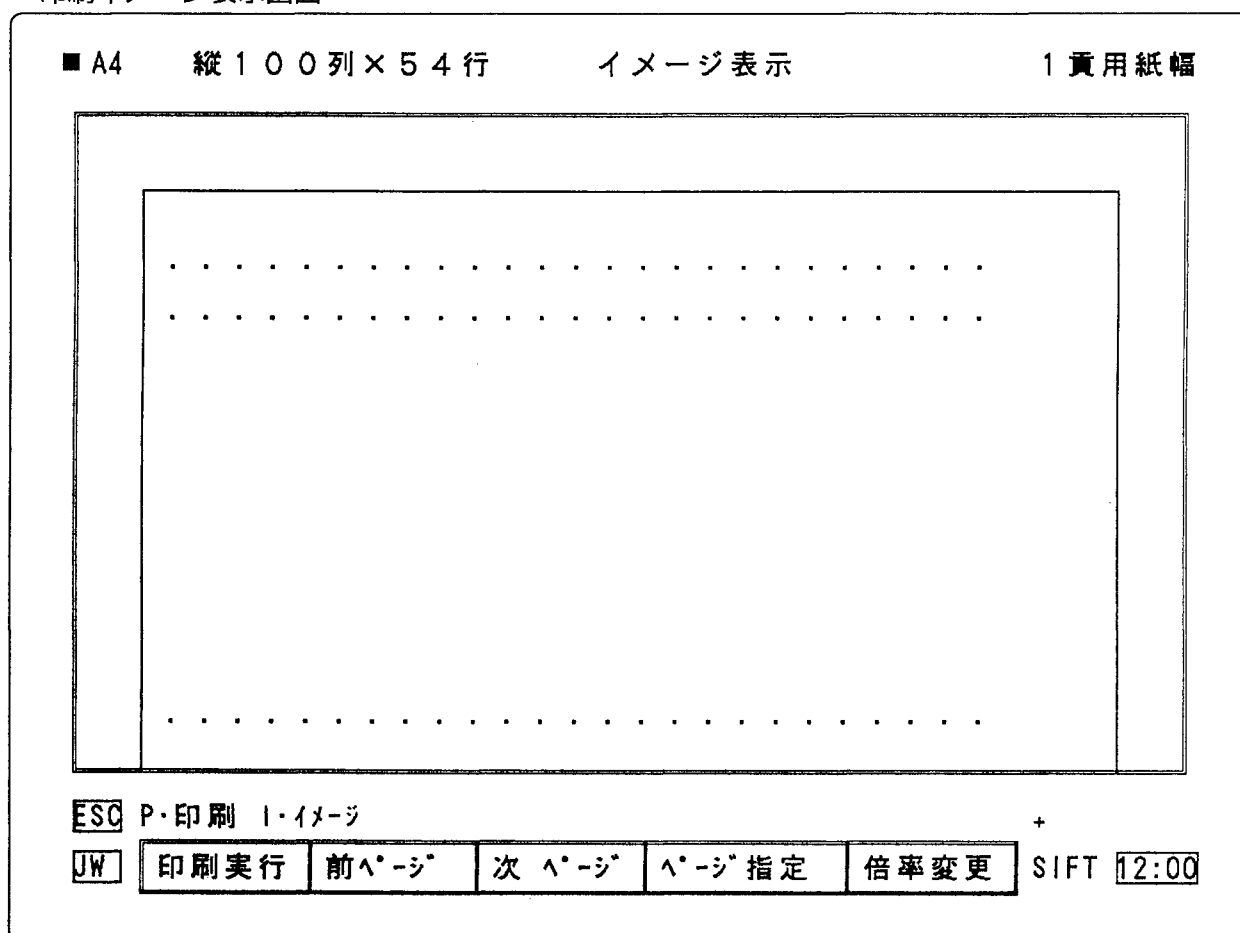 ■ A4 縦100列×54行 イメージ表示 1頁用紙幅
. . . . . . . . . . . . . . . . . . . . . . . . .
. . . . . . . . . . . . . . . . . . . . . . . . .
. . . . . . . . . . . . . . . . . . . . . . . . .
ESC P・印刷 I・イメージ +
JW 印刷実行 前ページ 次 ページ ページ指定 倍率変更 SIFT 12:00